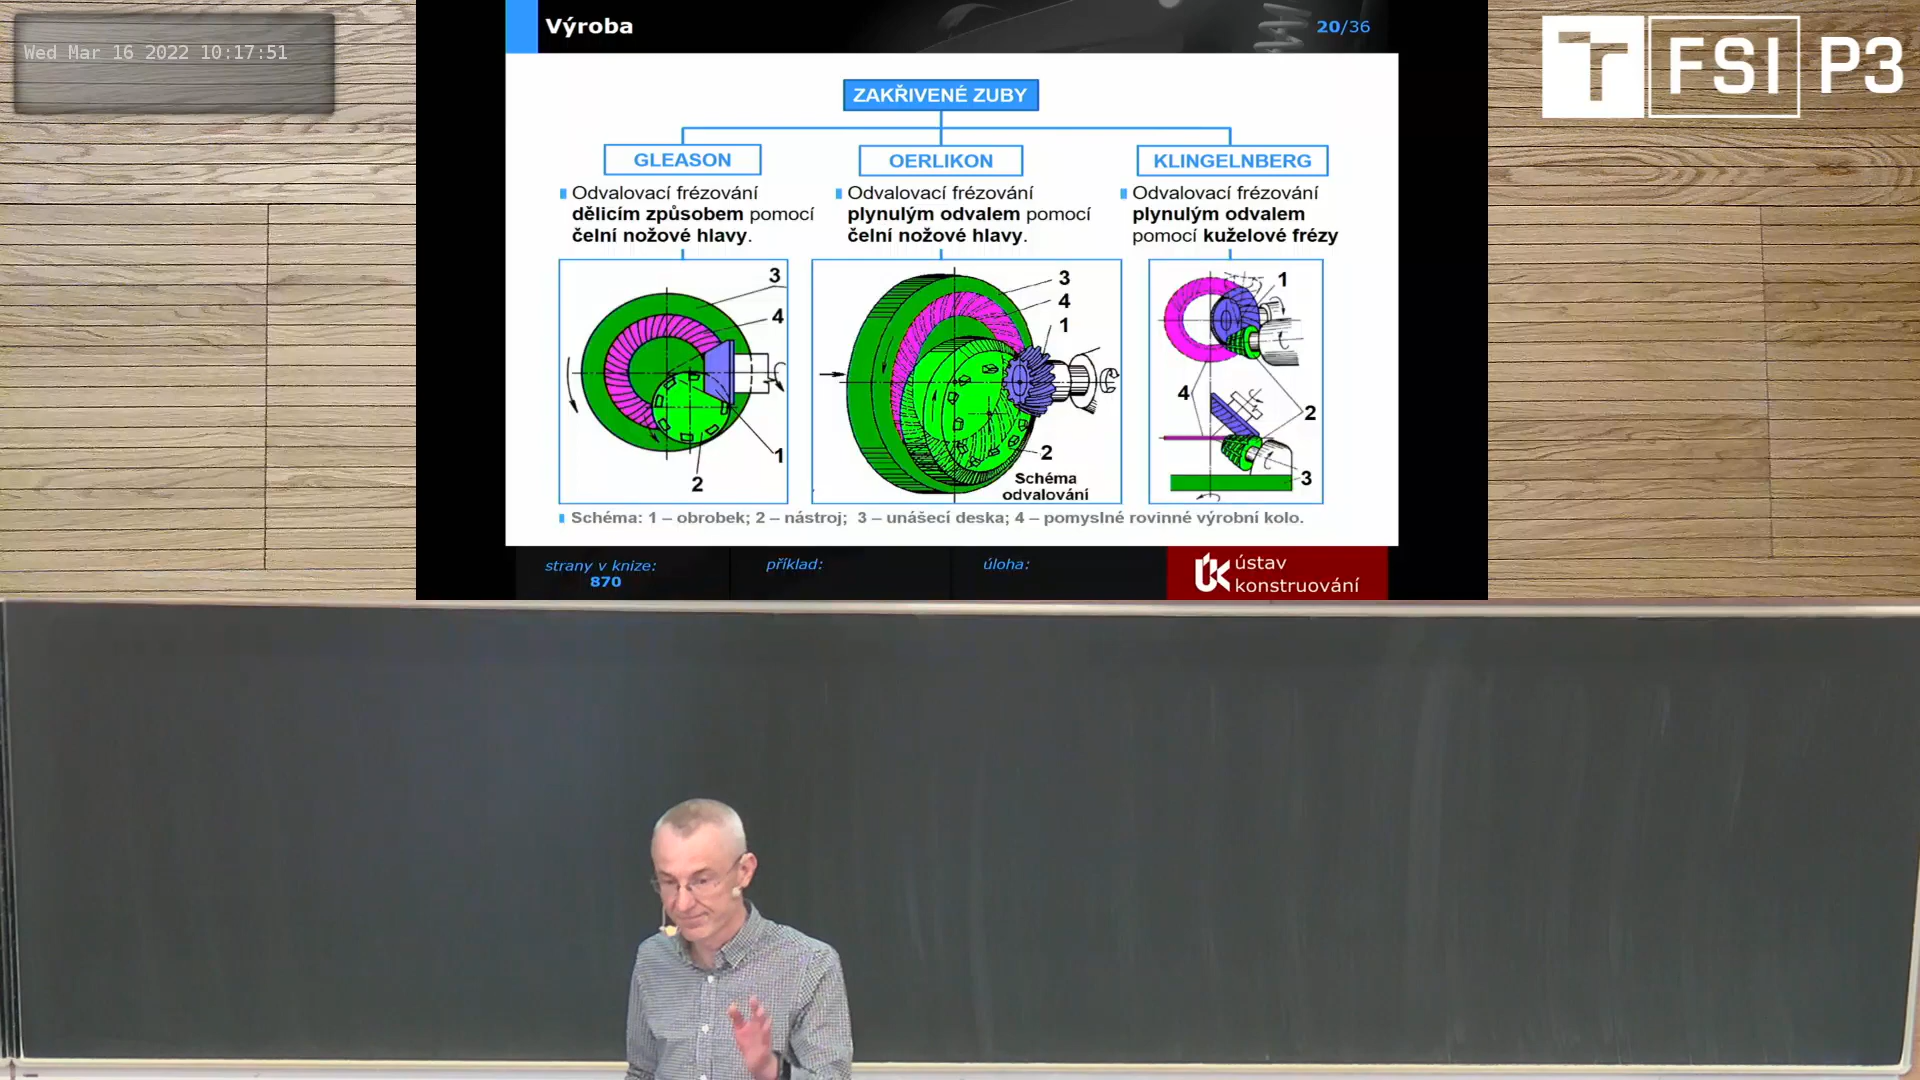 Wed Mar 16 2022 10:17:51
Výroba
20/36
FSI P3
ZAKŘIVENÉ ZUBY
GLEASON
OERLIKON
KLINGELNBERG
Odvalovací frézování
dělicím způsobem pomocí
čelní nožové hlavy.
Odvalovací frézování
plynulým odvalem pomocí
čelní nožové hlavy.
Odvalovací frézování
plynulým odvalem
pomocí kuželové frézy
3
4
1
2
3
4
1
2
Schéma
odvalování
1
4
2
3
Schéma: 1 – obrobek; 2 – nástroj; 3 – unášecí deska; 4 – pomyslné rovinné výrobní kolo.
strany v knize:
870
příklad:
úloha:
ústav
konstruování